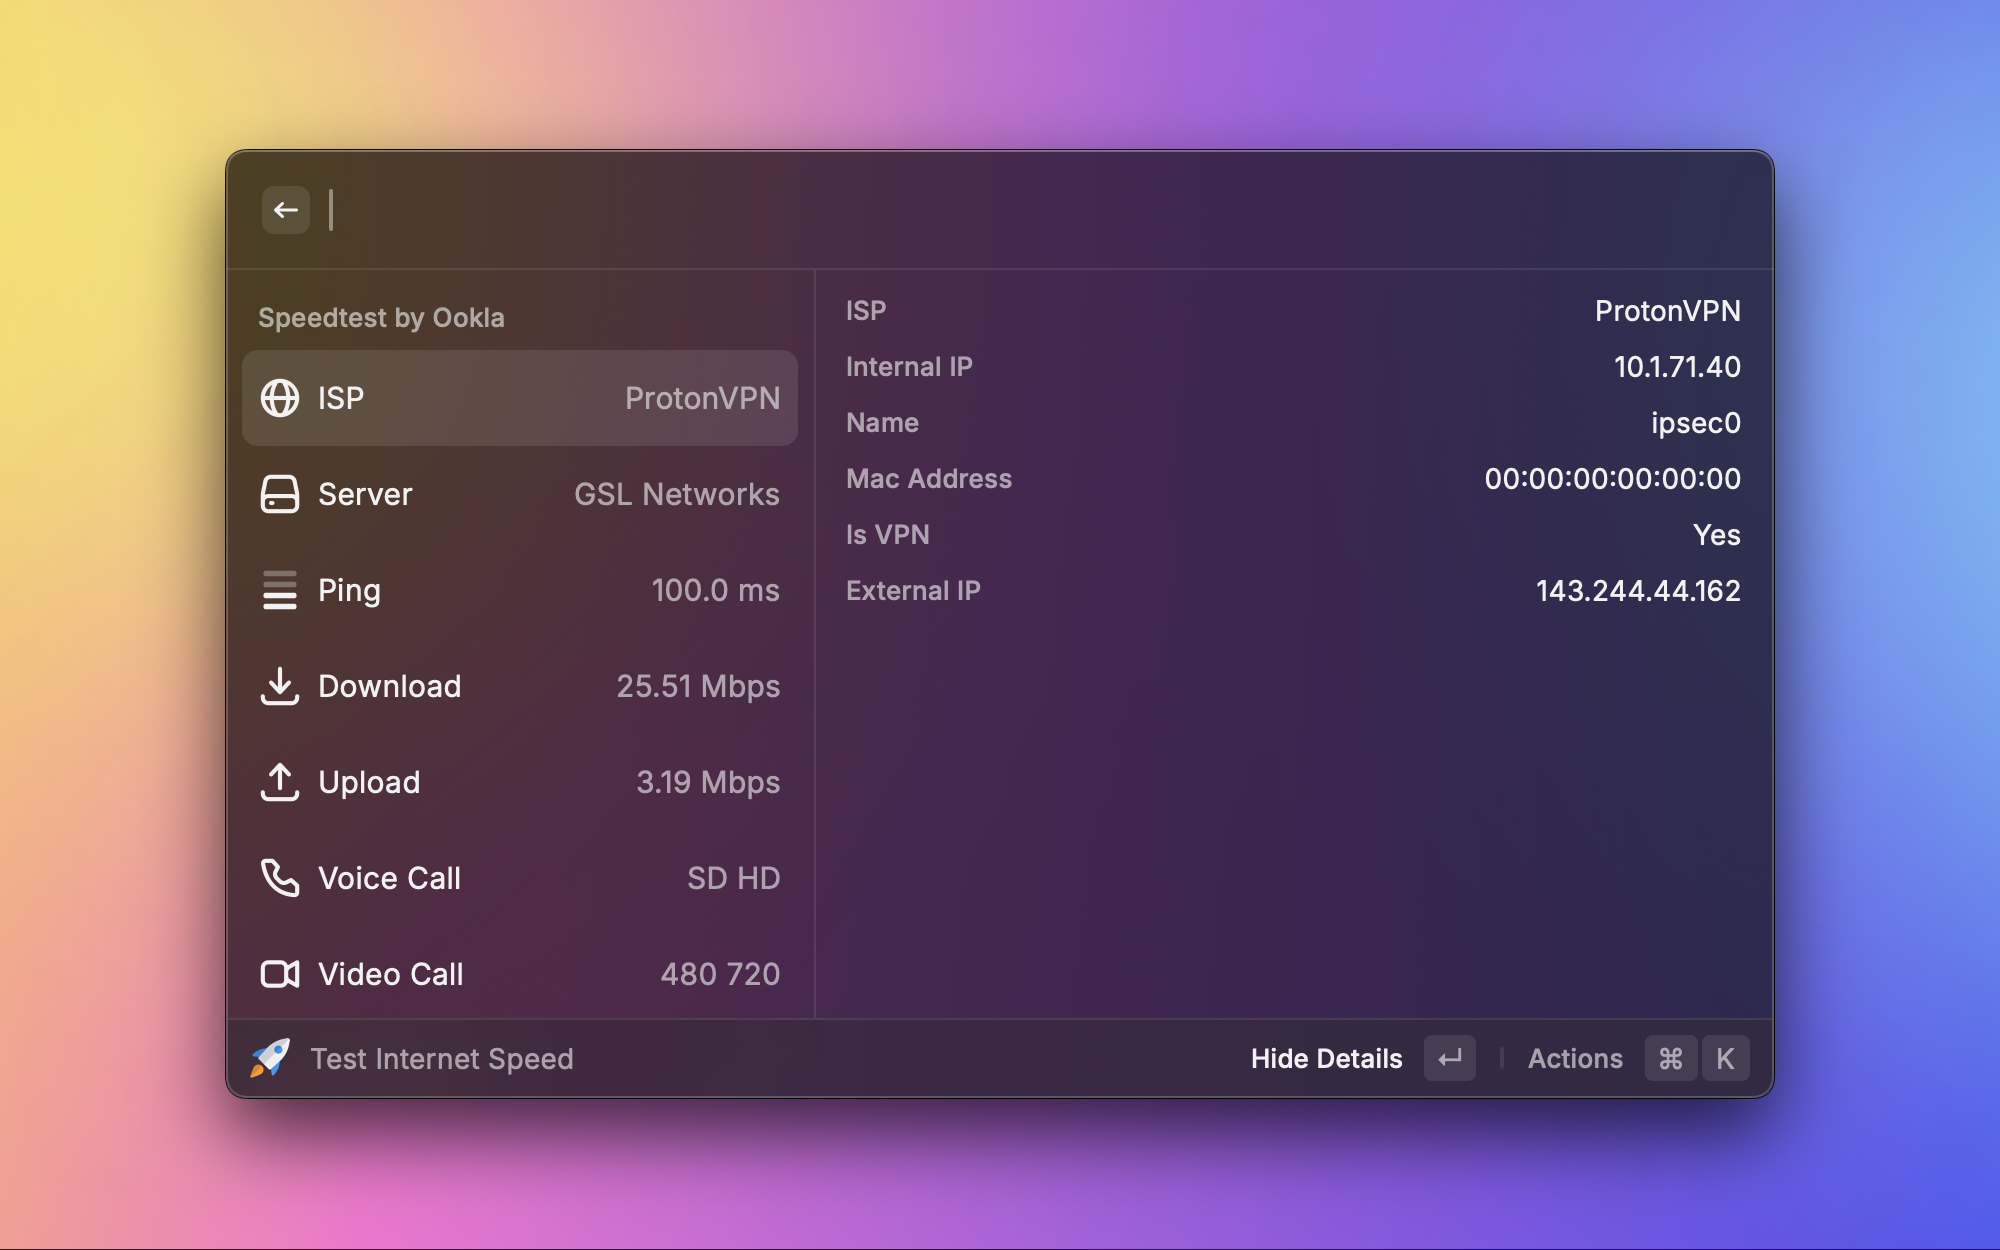 Speedtest by Ookla
ISP ProtonVPN
Server GSL Networks
Ping 100.0 ms
Download 25.51 Mbps
Upload 3.19 Mbps
Voice Call SD HD
Video Call 480 720
ISP ProtonVPN
Internal IP 10.1.71.40
Name ipsec0
Mac Address 00:00:00:00:00:00
Is VPN Yes
External IP 143.244.44.162
Test Internet Speed
Hide Details ↵ Actions ⌘ K